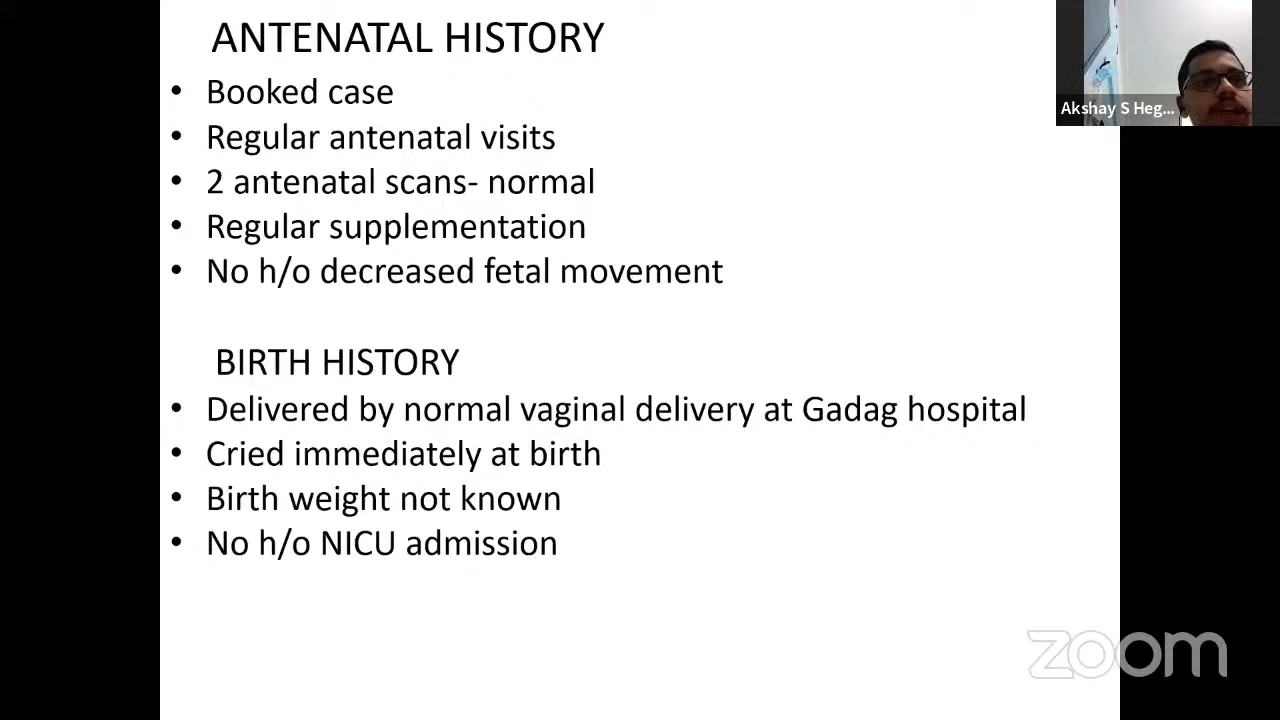 ANTENATAL HISTORY
• Booked case
• Regular antenatal visits
• 2 antenatal scans- normal
• Regular supplementation
• No h/o decreased fetal movement
BIRTH HISTORY
• Delivered by normal vaginal delivery at Gadag hospital
• Cried immediately at birth
• Birth weight not known
• No h/o NICU admission
Akshay S Heg...
zoom